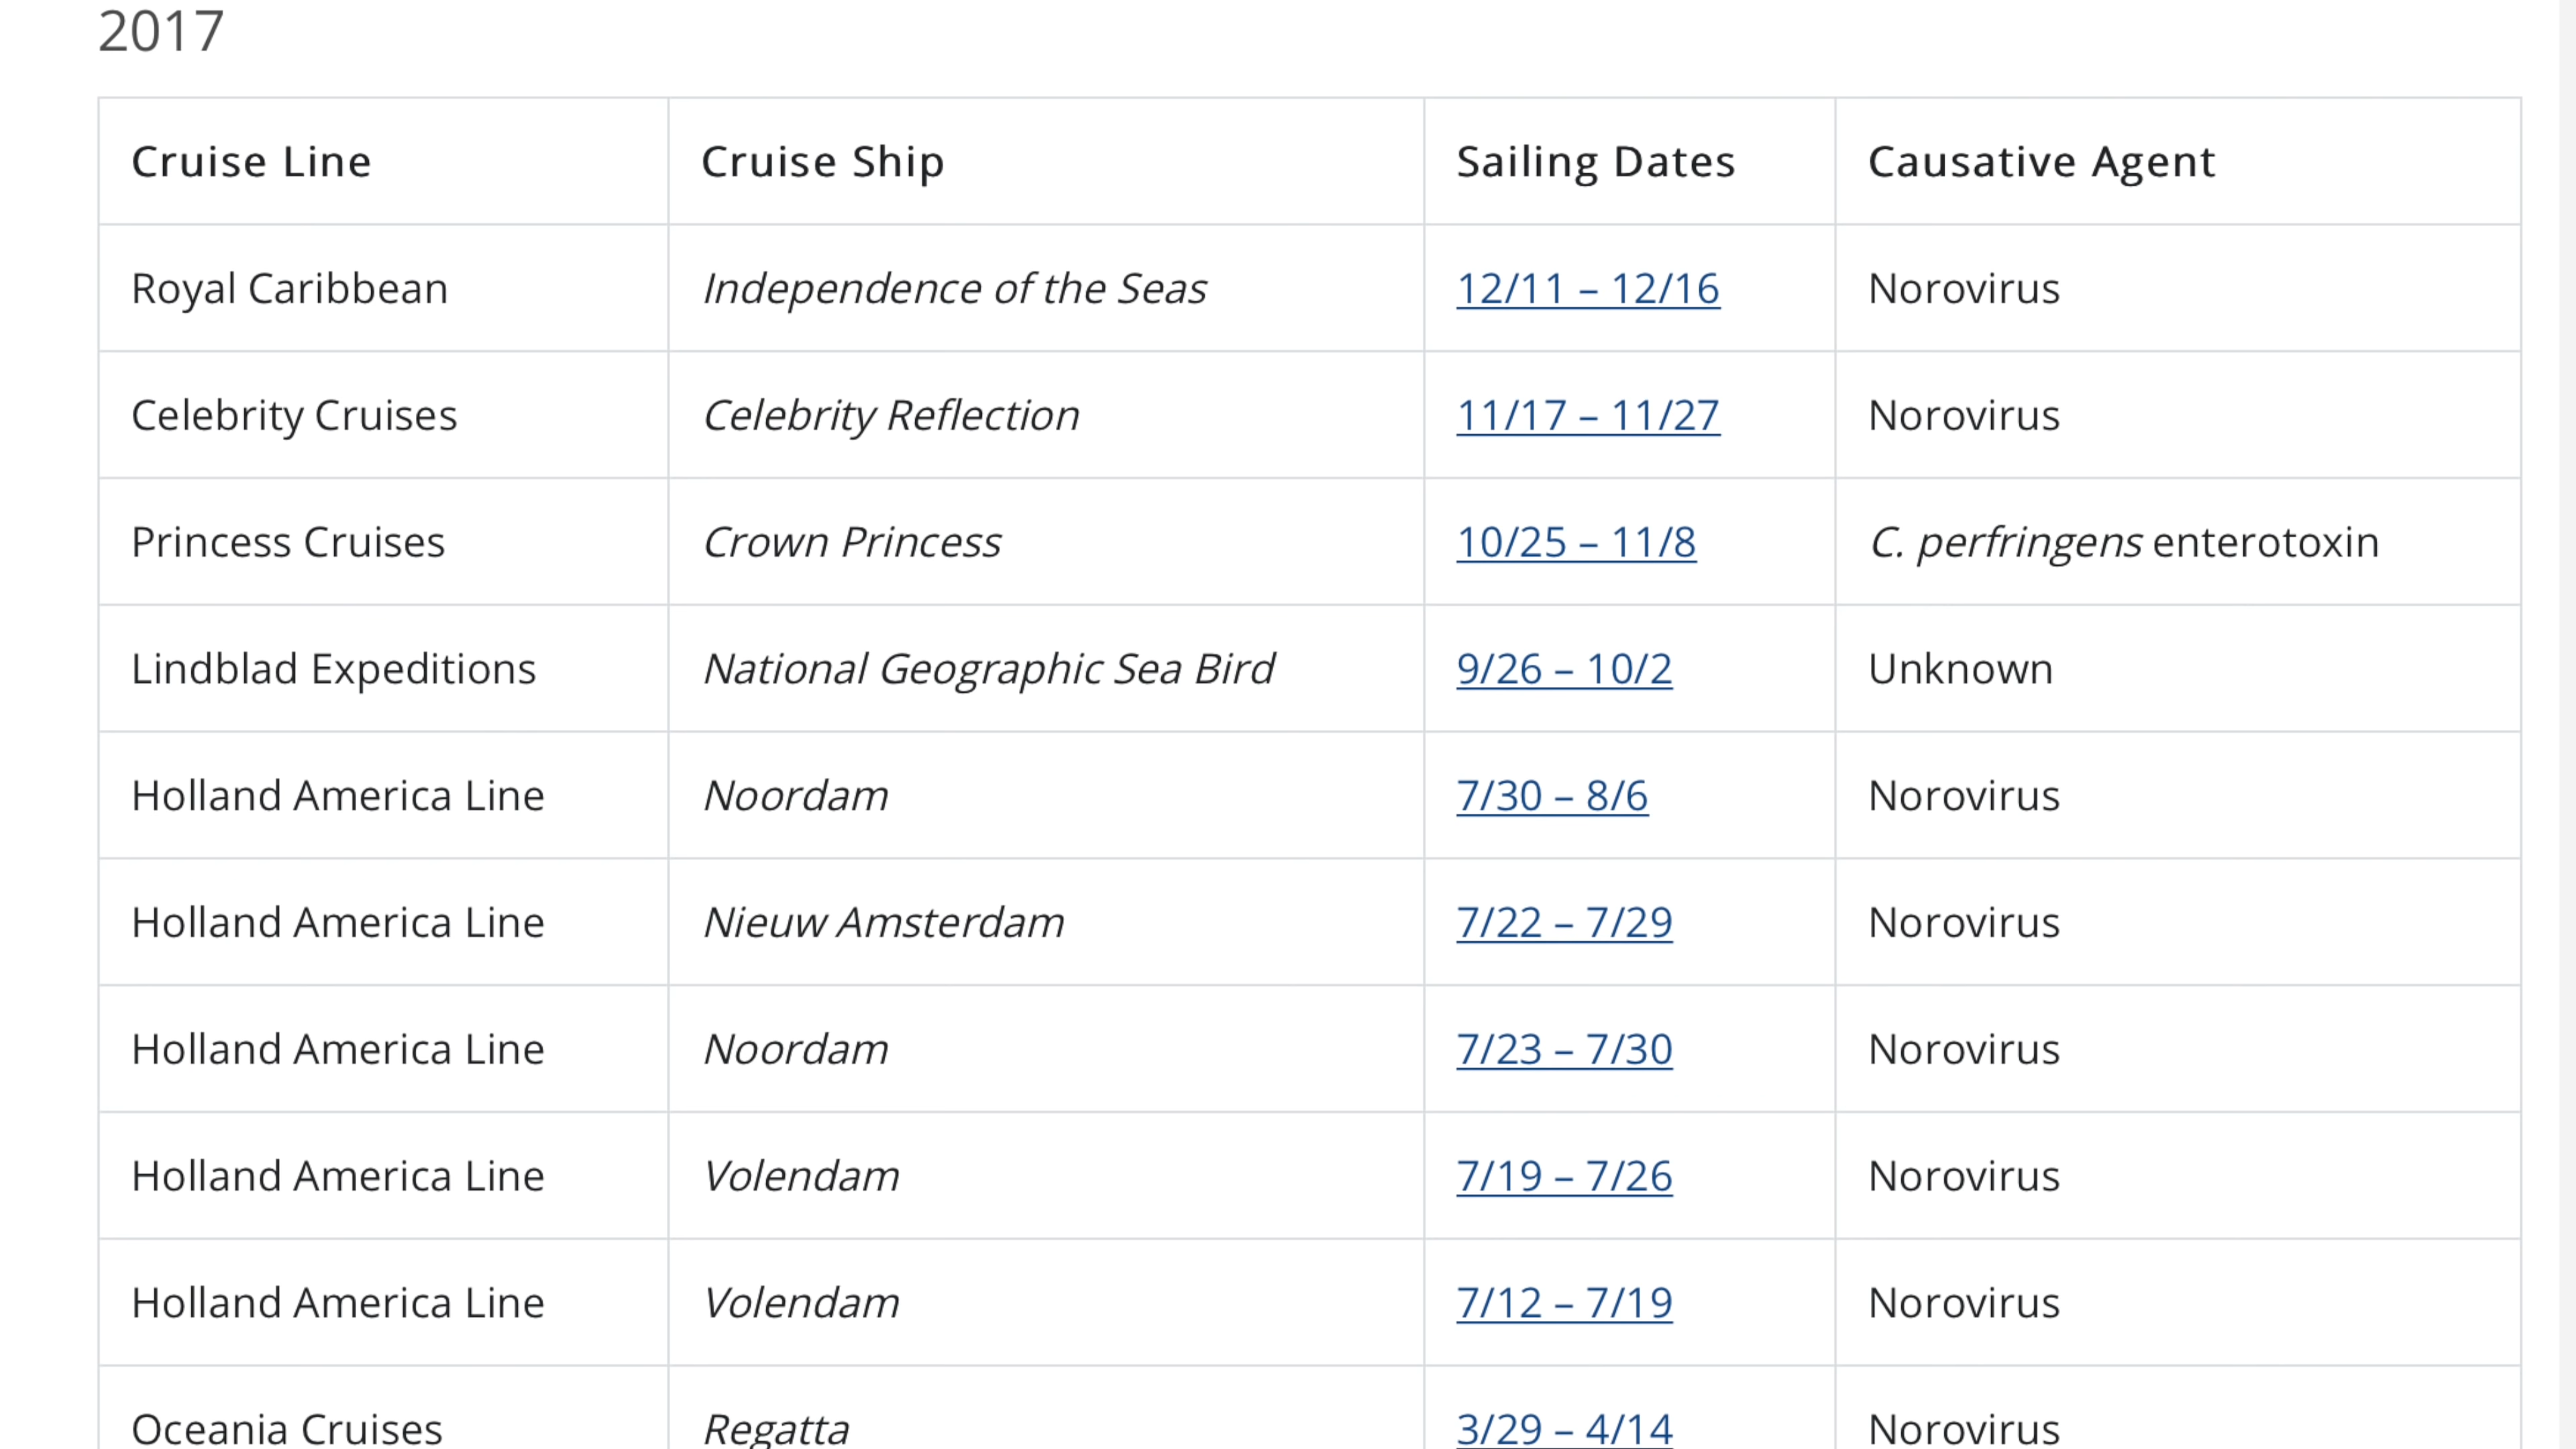 2017
Cruise Line Cruise Ship Sailing Dates Causative Agent
Royal Caribbean Independence of the Seas 12/11 – 12/16 Norovirus
Celebrity Cruises Celebrity Reflection 11/17 – 11/27 Norovirus
Princess Cruises Crown Princess 10/25 – 11/8 C. perfringens enterotoxin
Lindblad Expeditions National Geographic Sea Bird 9/26 – 10/2 Unknown
Holland America Line Noordam 7/30 – 8/6 Norovirus
Holland America Line Nieuw Amsterdam 7/22 – 7/29 Norovirus
Holland America Line Noordam 7/23 – 7/30 Norovirus
Holland America Line Volendam 7/19 – 7/26 Norovirus
Holland America Line Volendam 7/12 – 7/19 Norovirus
Oceania Cruises Regatta 3/29 – 4/14 Norovirus